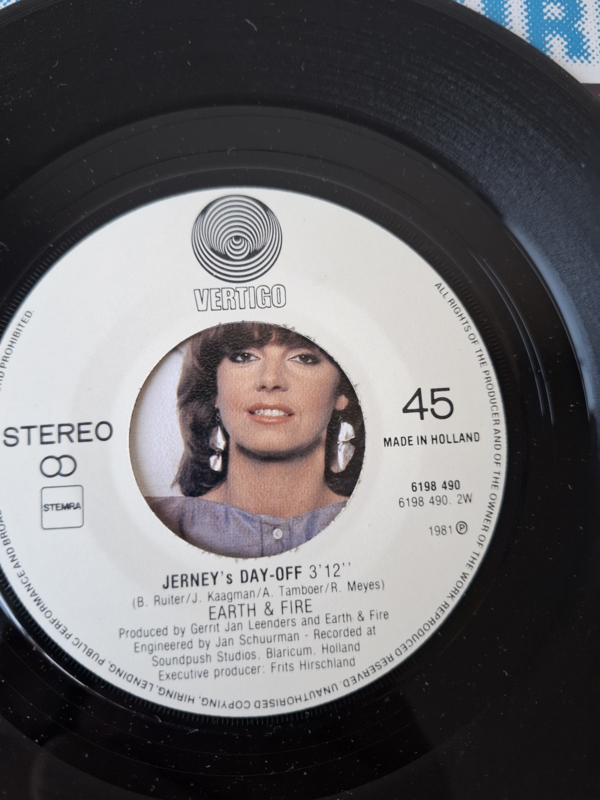 VERTIGO
STEREO
STEMRA
45
MADE IN HOLLAND
6198 490
6198 490. 2W
1981 Ⓟ
JERNEY's DAY-OFF 3'12''
(B. Ruiter/J. Kaagman/A. Tamboer/R. Meyes)
EARTH & FIRE
Produced by Gerrit Jan Leenders and Earth & Fire
Engineered by Jan Schuurman - Recorded at
Soundpush Studios, Blaricum, Holland
Executive producer: Frits Hirschland
ALL RIGHTS OF THE PRODUCER AND OF THE OWNER OF THE WORK REPRODUCED RESERVED. UNAUTHORISED COPYING, HIRING, LENDING, PUBLIC PERFORMANCE AND PROHIBITED.